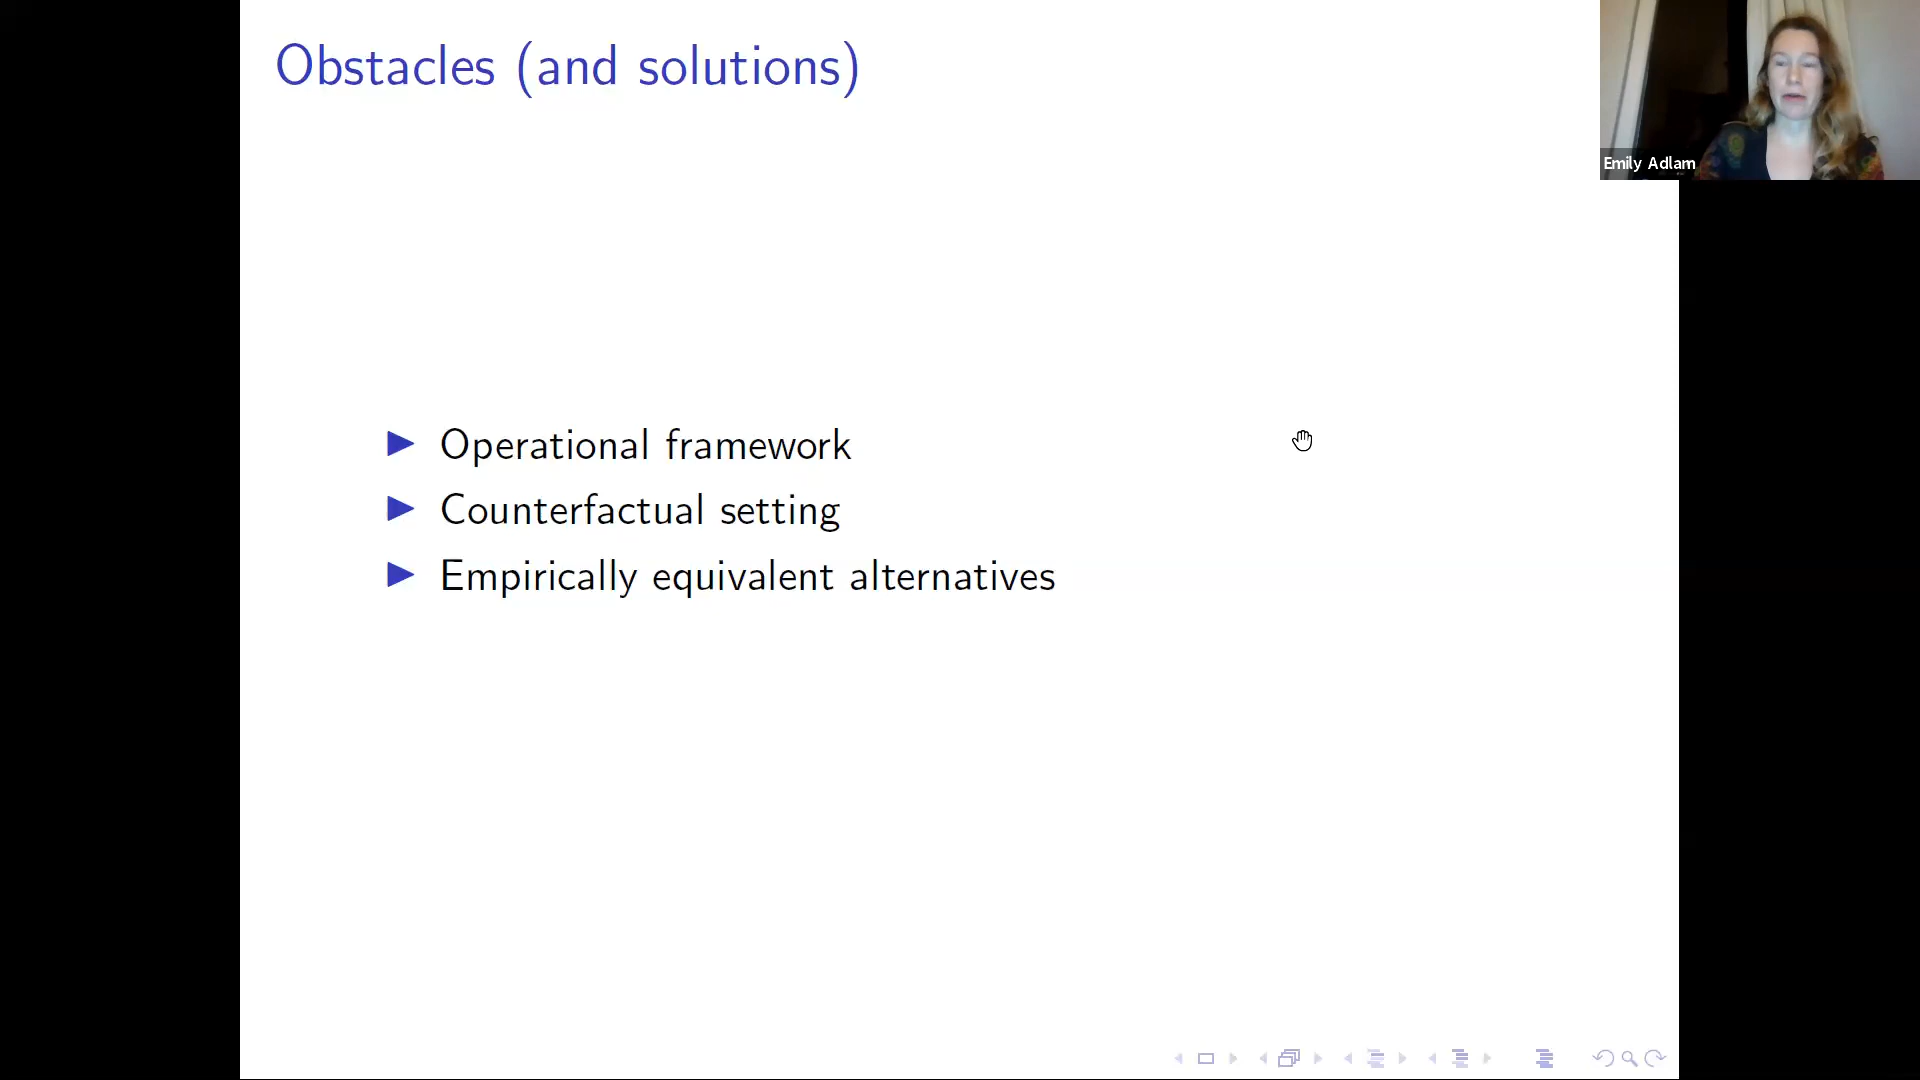 Obstacles (and solutions)
Emily Adlam
Operational framework
Counterfactual setting
Empirically equivalent alternatives